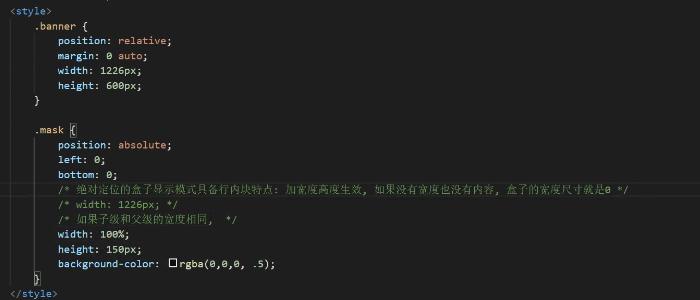 <style>
.banner {
position: relative;
margin: 0 auto;
width: 1226px;
height: 600px;
}
.mask {
position: absolute;
left: 0;
bottom: 0;
/* 绝对定位的盒子显示模式具备行内块特点: 加宽度高度生效, 如果没有宽度也没有内容, 盒子的宽度尺寸就是0 */
/* width: 1226px; */
/* 如果子级和父级的宽度相同,  */
width: 100%;
height: 150px;
background-color: rgba(0,0,0, .5);
}
</style>